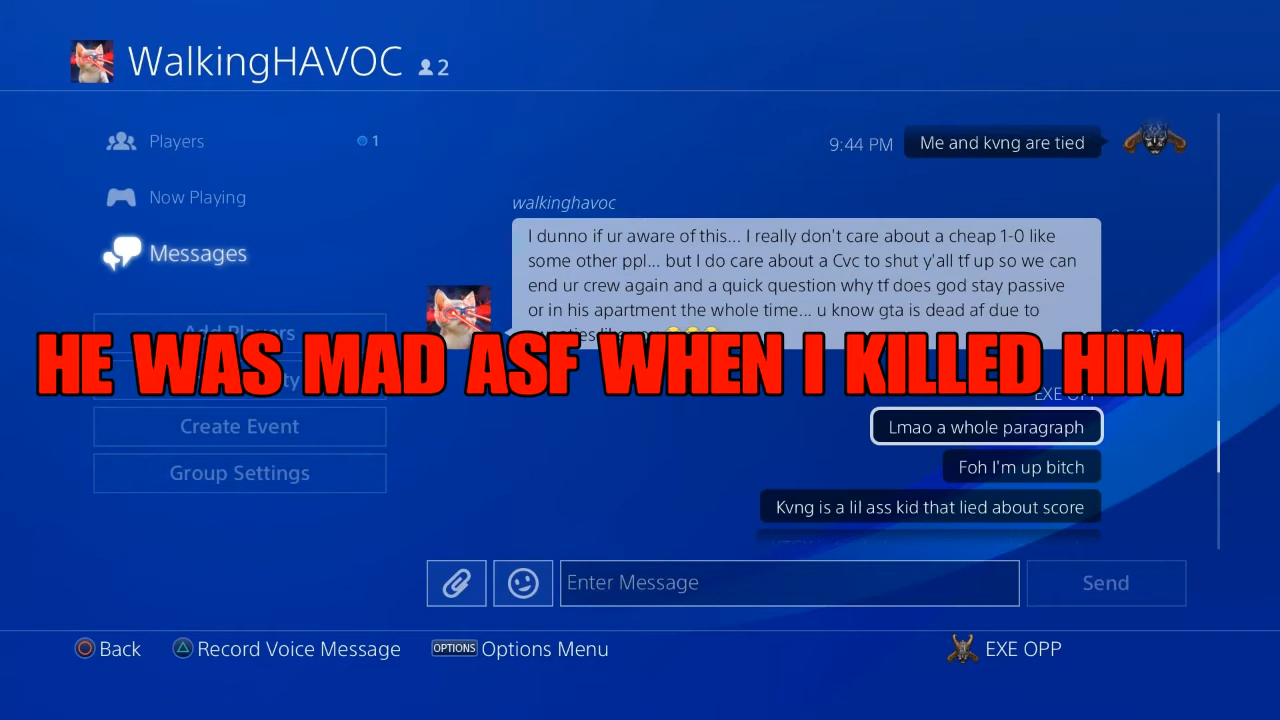 WalkingHAVOC 2
Players 1
Now Playing
Messages
Add Players
Create Event
Group Settings
9:44 PM Me and kvng are tied
walkinghavoc
I dunno if ur aware of this... I really don't care about a cheap 1-0 like
some other ppl... but I do care about a Cvc to shut y'all tf up so we can
end ur crew again and a quick question why tf does god stay passive
or in his apartment the whole time... u know gta is dead af due to
HE WAS MAD ASF WHEN I KILLED HIM
EXE OPP
Lmao a whole paragraph
Foh I'm up bitch
Kvng is a lil ass kid that lied about score
Enter Message
Send
Back
Record Voice Message
OPTIONS Options Menu
EXE OPP